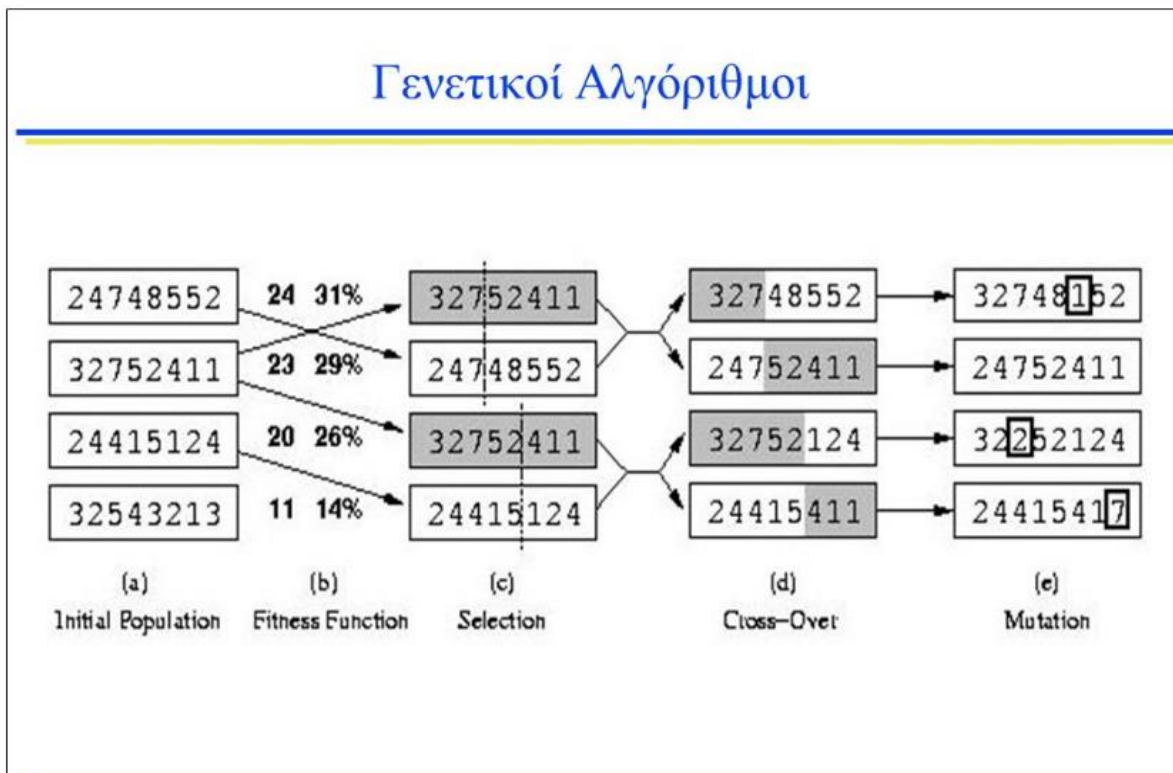 Γενετικοί Αλγόριθμοι
24748552 24 31% 32752411 32748552 32748152
32752411 23 29% 24748552 24752411 24752411
24415124 20 26% 32752411 32752124 32252124
32543213 11 14% 24415124 24415411 24415417
(a) (b) (c) (d) (e)
Initial Population Fitness Function Selection Cross-Over Mutation